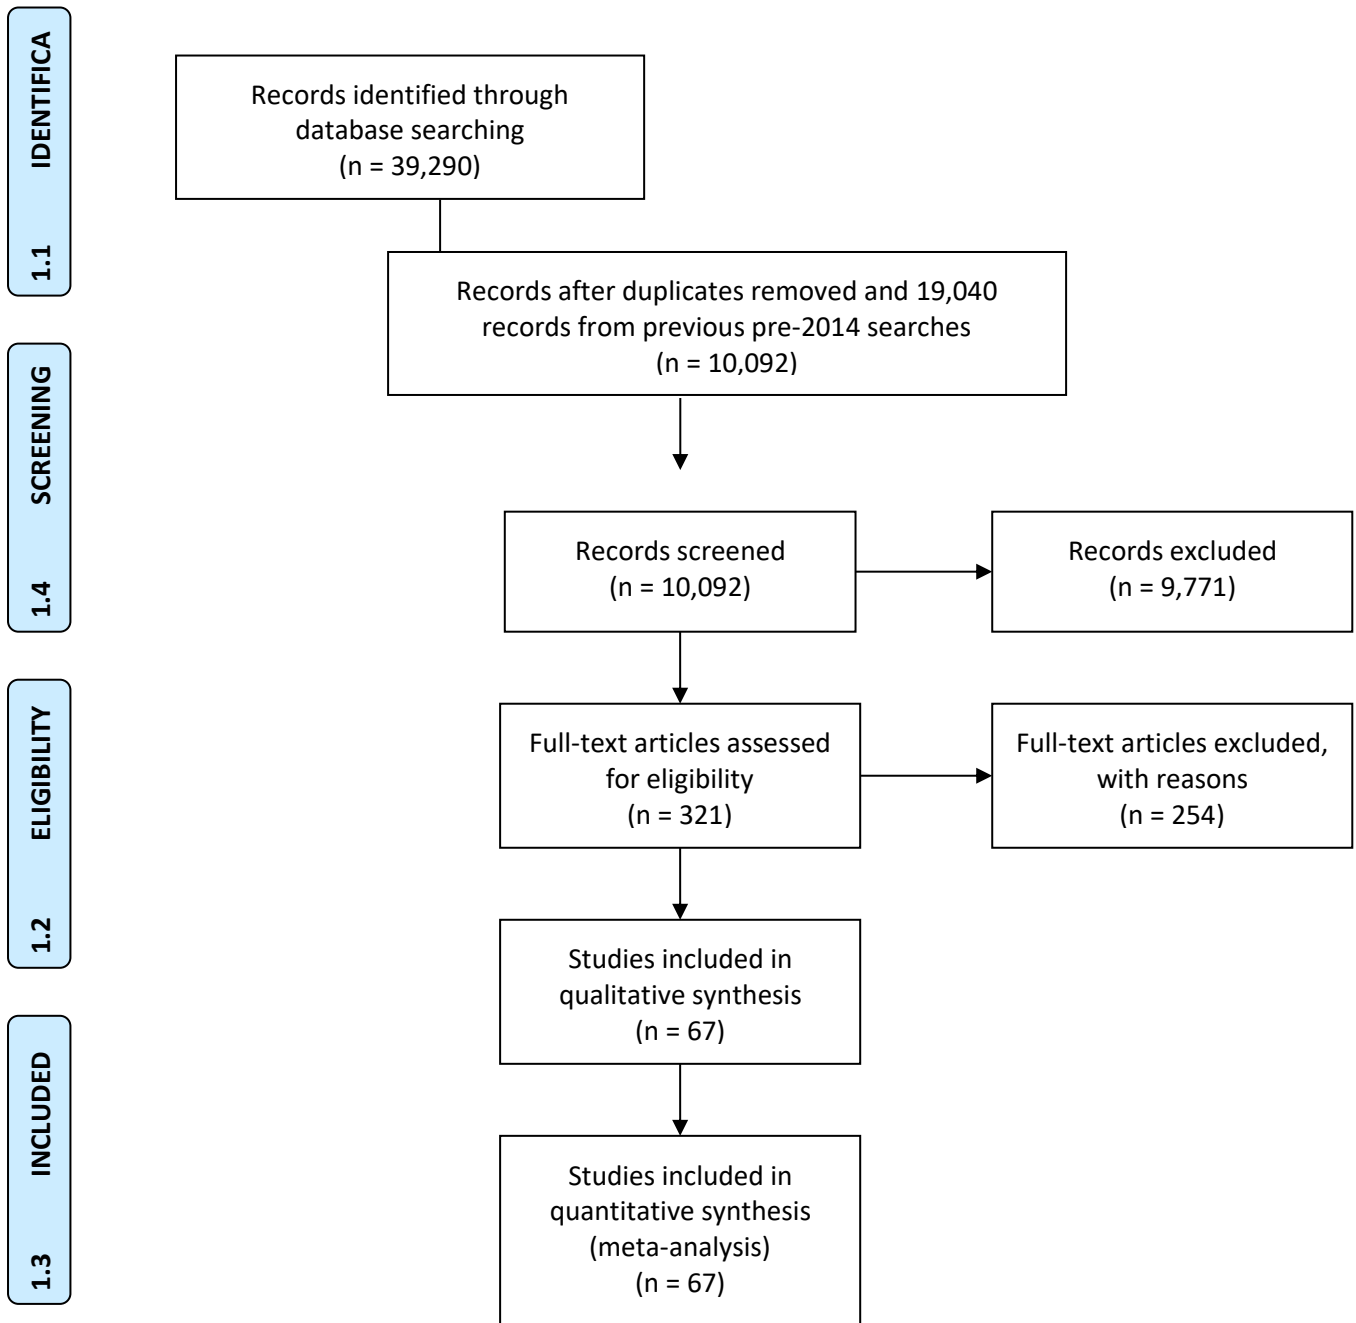 1.1 IDENTIFICA
Records identified through
database searching
(n = 39,290)
Records after duplicates removed and 19,040
records from previous pre-2014 searches
(n = 10,092)
1.4 SCREENING
Records screened
(n = 10,092)
Records excluded
(n = 9,771)
1.2 ELIGIBILITY
Full-text articles assessed
for eligibility
(n = 321)
Full-text articles excluded,
with reasons
(n = 254)
Studies included in
qualitative synthesis
(n = 67)
1.3 INCLUDED
Studies included in
quantitative synthesis
(meta-analysis)
(n = 67)